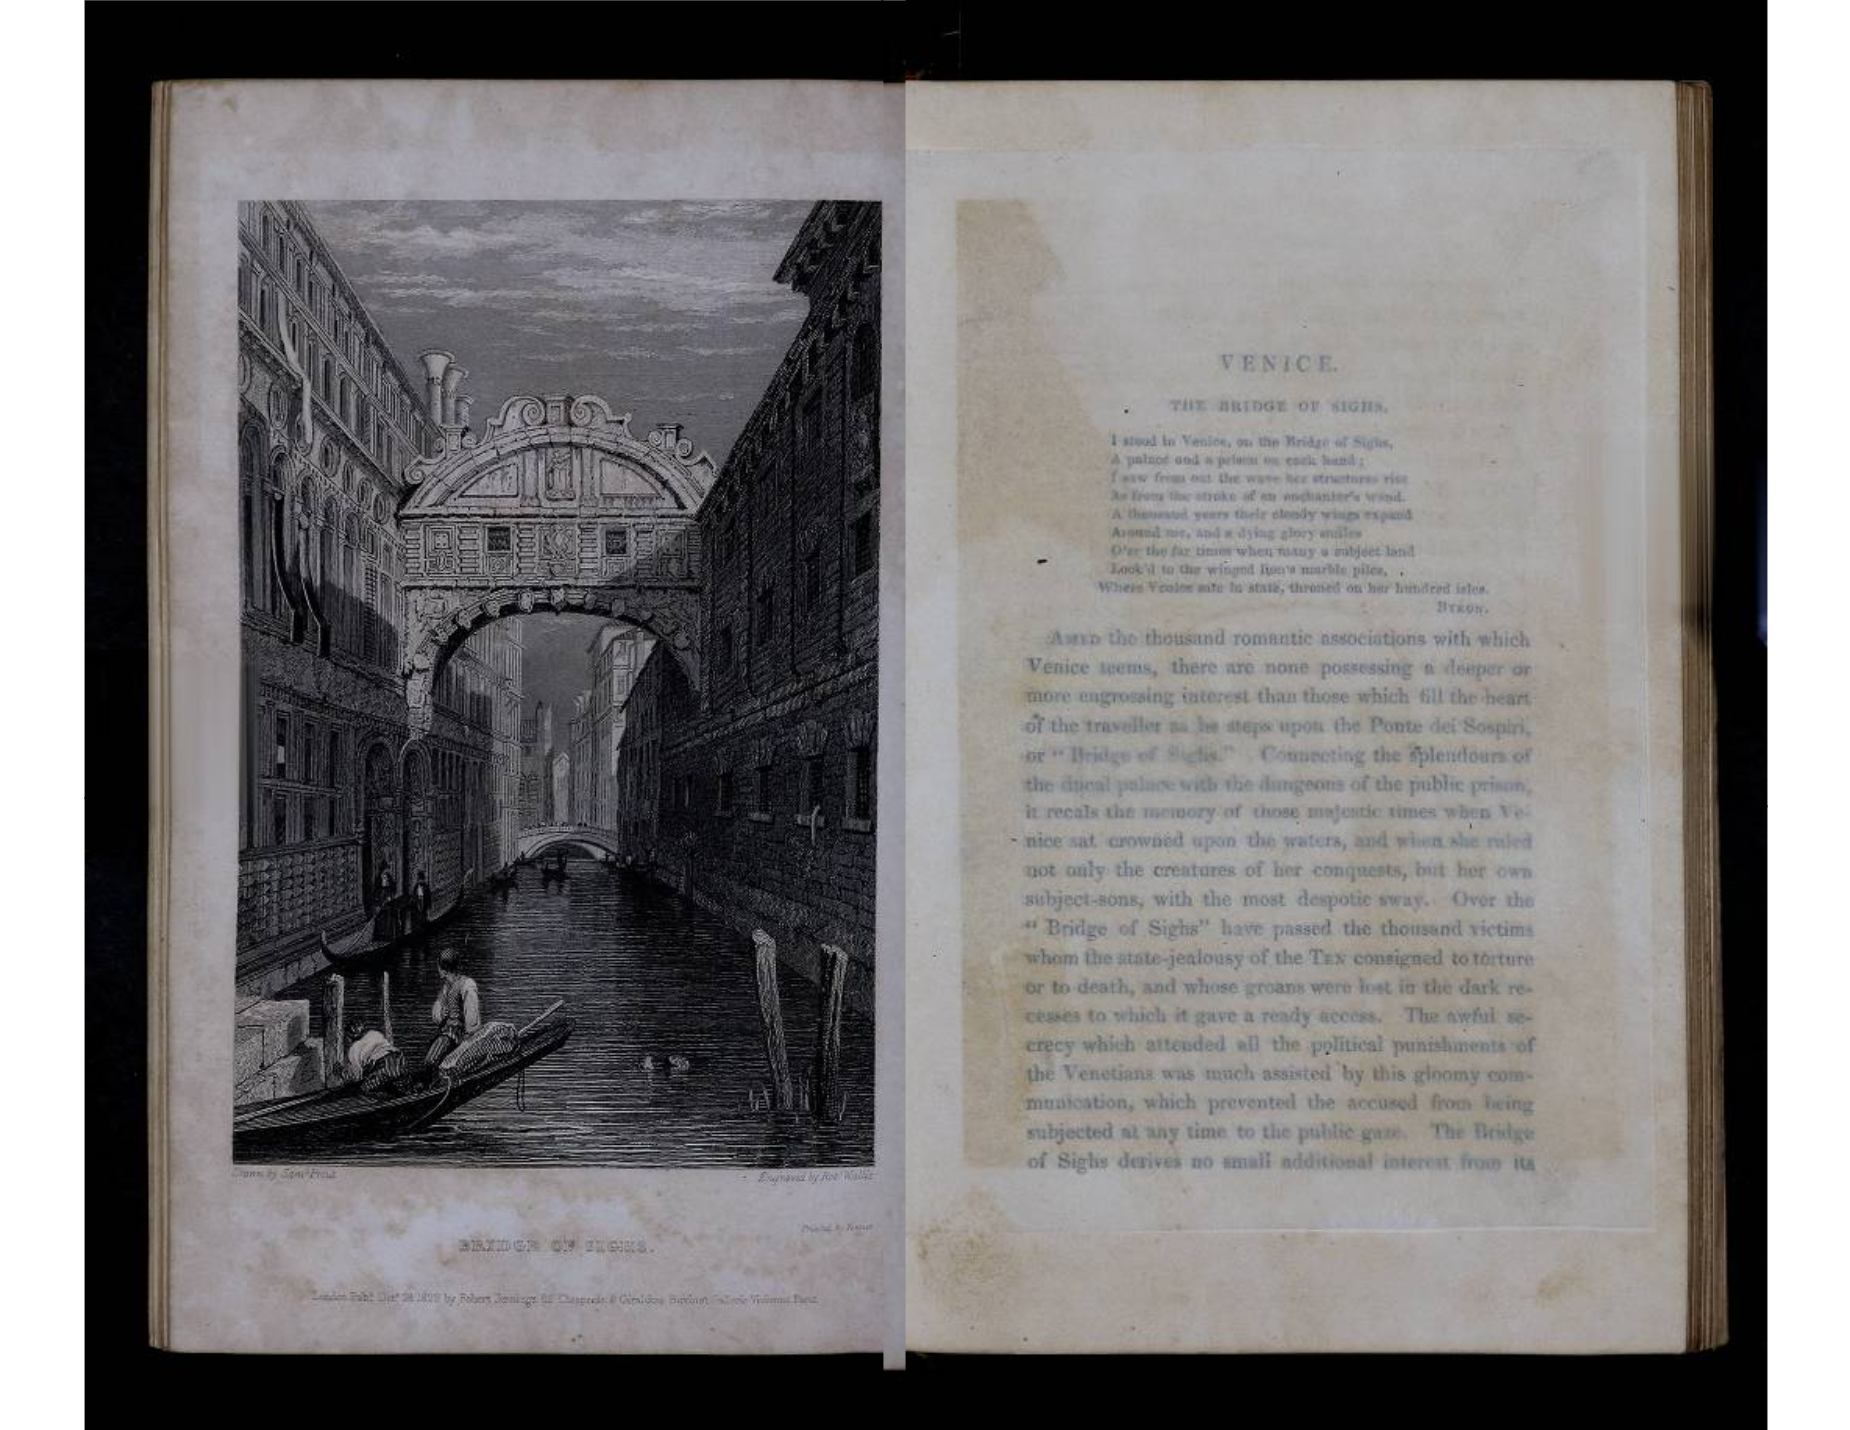 Drawn by Saml Prout
Engraved by Robt Wallis
Printed by
BRIDGE OF SIGHS.
London Publ. 1829 by Robert Jennings 62 Cheapside & Giraldon Bovinet Galerie Vivienne Paris
VENICE.
THE BRIDGE OF SIGHS.
I stood in Venice, on the Bridge of Sighs,
A palace and a prison on each hand;
I saw from out the wave her structures rise
As from the stroke of an enchanter's wand.
A thousand years their cloudy wings expand
Around me, and a dying glory smiles
O'er the far times when many a subject land
Look'd to the winged lion's marble piles,
Where Venice sate in state, throned on her hundred isles.
BYRON.
AMID the thousand romantic associations with which
Venice teems, there are none possessing a deeper or
more engrossing interest than those which fill the heart
of the traveller as he steps upon the Ponte dei Sospiri,
or "Bridge of Sighs." Connecting the splendours of
the ducal palace with the dungeons of the public prison,
it recals the memory of those majestic times when Ve-
nice sat crowned upon the waters, and when she ruled
not only the creatures of her conquests, but her own
subject-sons, with the most despotic sway. Over the
"Bridge of Sighs" have passed the thousand victims
whom the state-jealousy of the TEN consigned to torture
or to death, and whose groans were lost in the dark re-
cesses to which it gave a ready access. The awful se-
crecy which attended all the political punishments of
the Venetians was much assisted by this gloomy com-
munication, which prevented the accused from being
subjected at any time to the public gaze. The Bridge
of Sighs derives no small additional interest from its